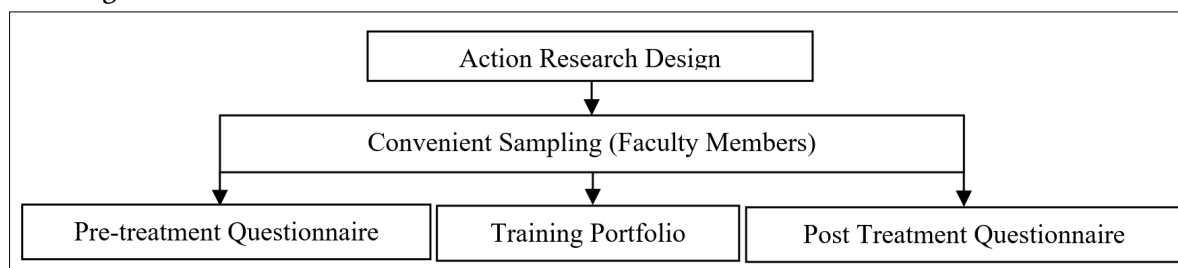 Action Research Design
Convenient Sampling (Faculty Members)
Pre-treatment Questionnaire
Training Portfolio
Post Treatment Questionnaire